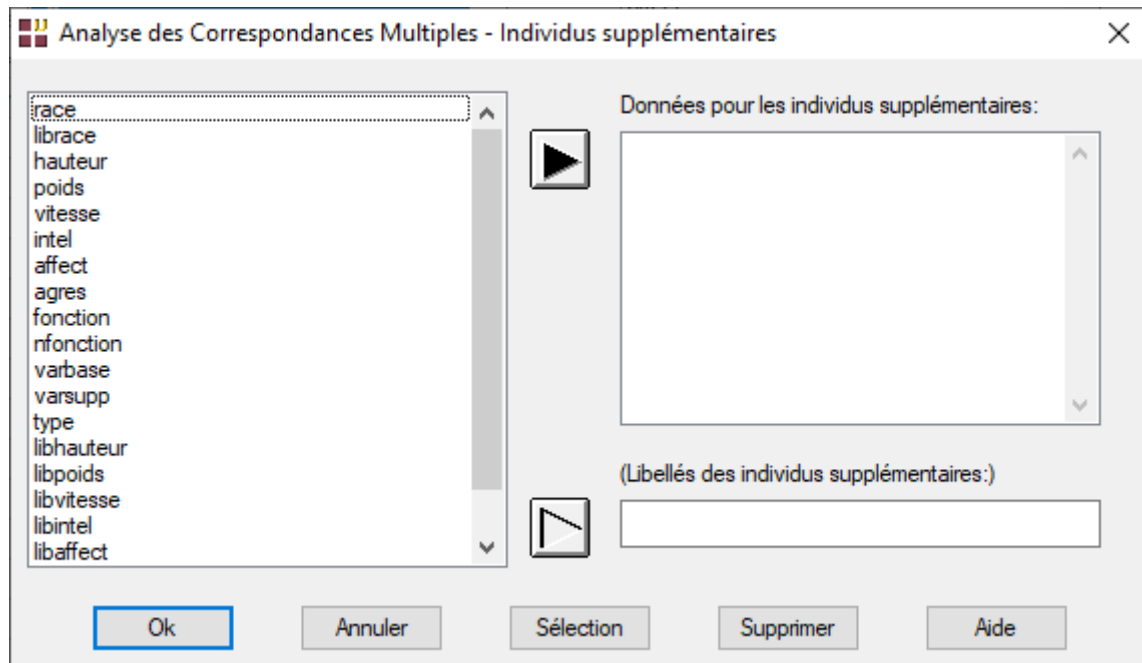 Analyse des Correspondances Multiples - Individus supplémentaires
race
librace
hauteur
poids
vitesse
intel
affect
agres
fonction
nfonction
varbase
varsupp
type
libhauteur
libpoids
libvitesse
libintel
libaffect
Données pour les individus supplémentaires:
(Libellés des individus supplémentaires:)
Ok
Annuler
Sélection
Supprimer
Aide